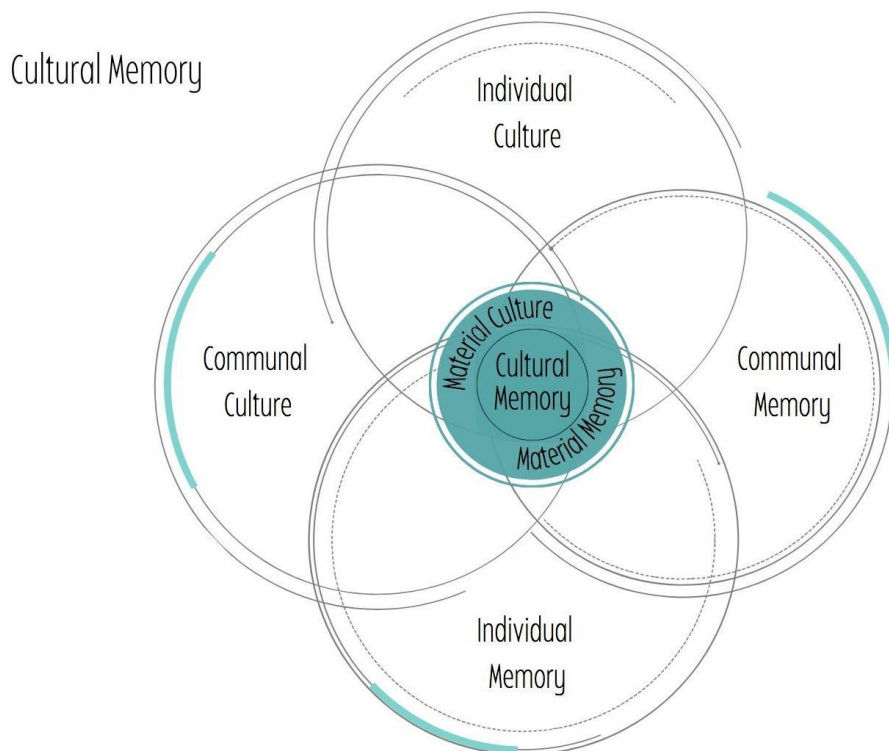 Cultural Memory
Individual
Culture
Communal
Culture
Material Culture
Cultural
Memory
Material Memory
Communal
Memory
Individual
Memory